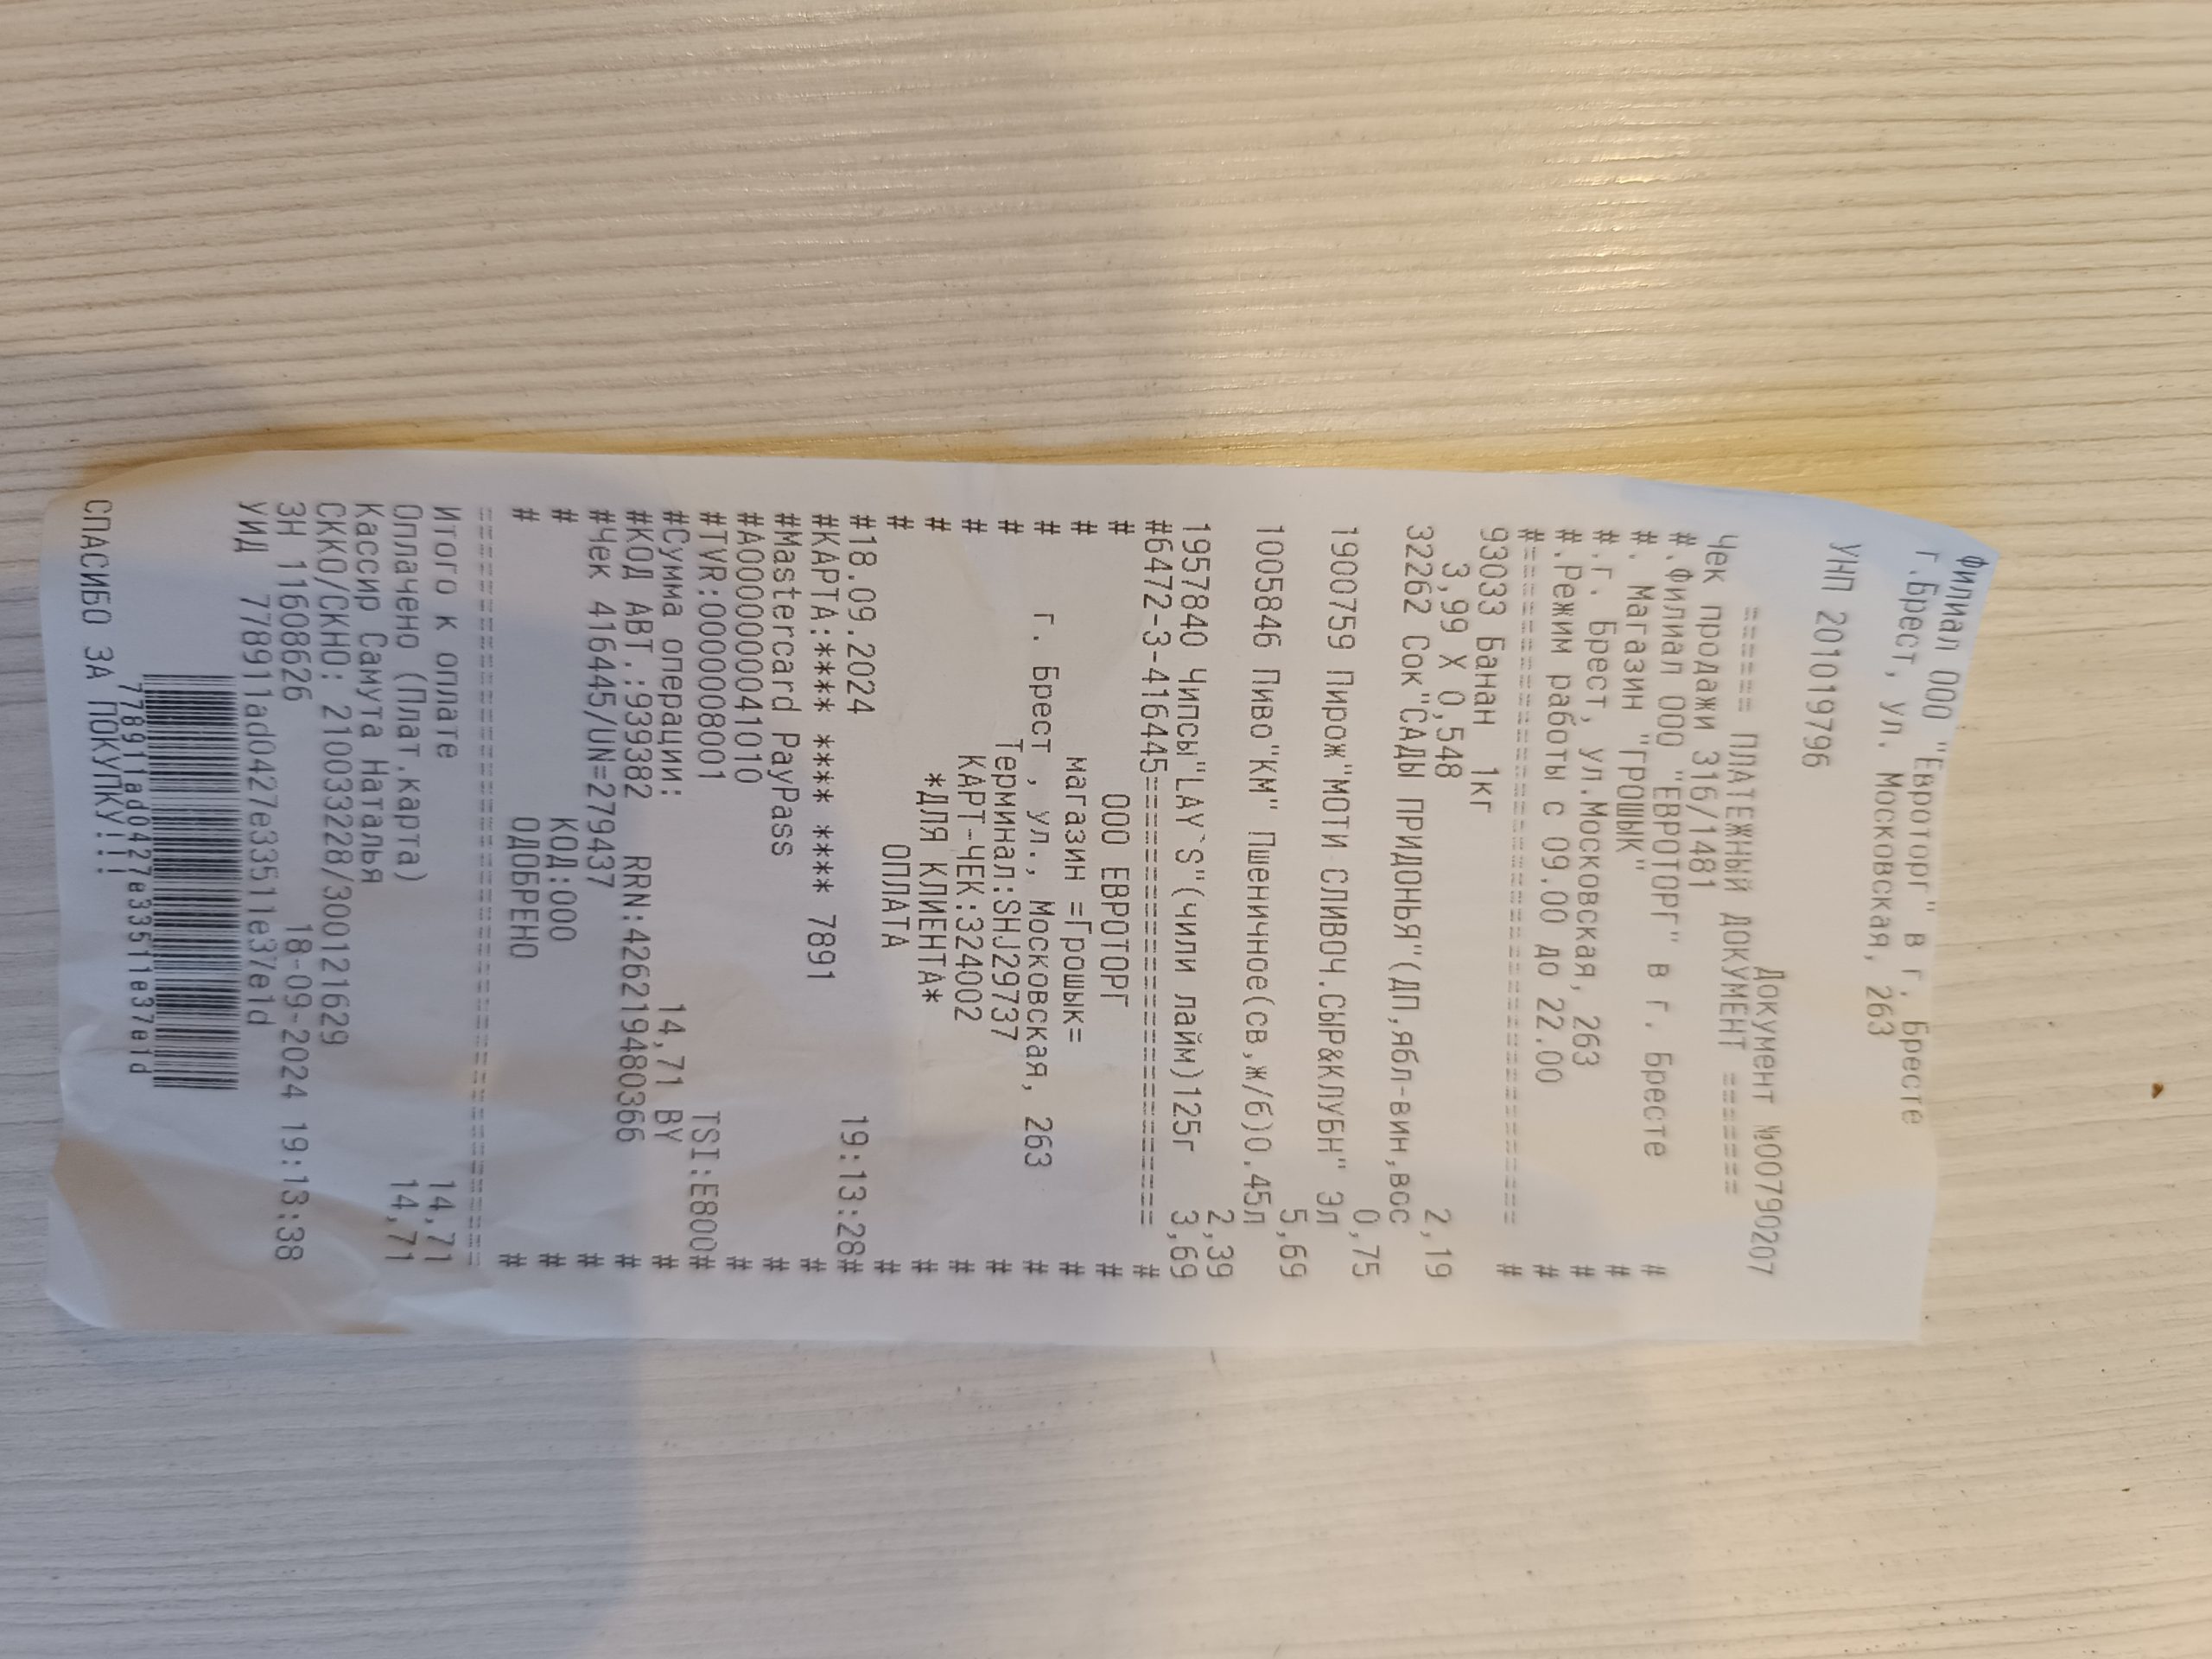 Филиал ООО "Евроторг" в г. Бресте
г.Брест, ул. Московская, 263
УНП 201019796
Документ №007902​07
====== ПЛАТЕЖНЫЙ ДОКУМЕНТ =======
Чек продажи 316/1481
#.Филиал ООО "ЕВРОТОРГ" в г. Бресте #
#. Магазин "ГРОШЫК" #
#.г. Брест, ул.Московская, 263 #
#.Режим работы с 09.00 до 22.00 #
#=====================================#
93033 Банан 1кг
3,99 X 0,548 2,19
32262 Сок"САДЫ ПРИДОНЬЯ"(ДП,ябл-вин,вос
0,75
1900759 Пирож"МОТИ СЛИВОЧ.СЫР&КЛУБН" Эл
5,69
1005846 Пиво"КМ" Пшеничное(св,ж/б)0.45л
2,39
1957840 Чипсы"LAY`S"(чили лайм)125г 3,69
#6472-3-416445========================#
# ООО ЕВРОТОРГ #
# магазин =Грошык= #
# г. Брест , ул., Московская, 263 #
# Терминал:SHJ29737 #
# КАРТ-ЧЕК:324002 #
# *ДЛЯ КЛИЕНТА* #
# ОПЛАТА #
#18.09.2024 19:13:28#
#КАРТА:**** **** **** 7891 #
#Mastercard PayPass #
#A0000000041010 #
#TVR:0000008001 TSI:E800#
#Сумма операции: 14,71 BY #
#КОД АВТ.:939382 RRN:426219480366 #
#Чек 416445/UN=279437 #
# КОД:000 #
# ОДОБРЕНО #
========================================
Итого к оплате 14,71
Оплачено (Плат.карта) 14,71
Кассир Самута Наталья
СККО/СКНО: 21003228/300121629
ЗН 11608626 18-09-2024 19:13:38
УИД 778911ad0427e33511e37e1d
778911ad0427e33511e37e1d
СПАСИБО ЗА ПОКУПКУ!!!